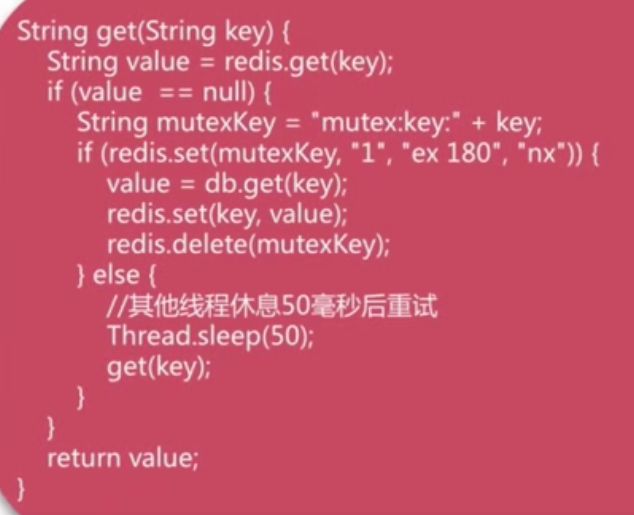 String get(String key) {
String value = redis.get(key);
if (value  == null) {
String mutexKey = "mutex:key:" + key;
if (redis.set(mutexKey, "1", "ex 180", "nx")) {
value = db.get(key);
redis.set(key, value);
redis.delete(mutexKey);
} else {
//其他线程休息50毫秒后重试
Thread.sleep(50);
get(key);
}
}
return value;
}